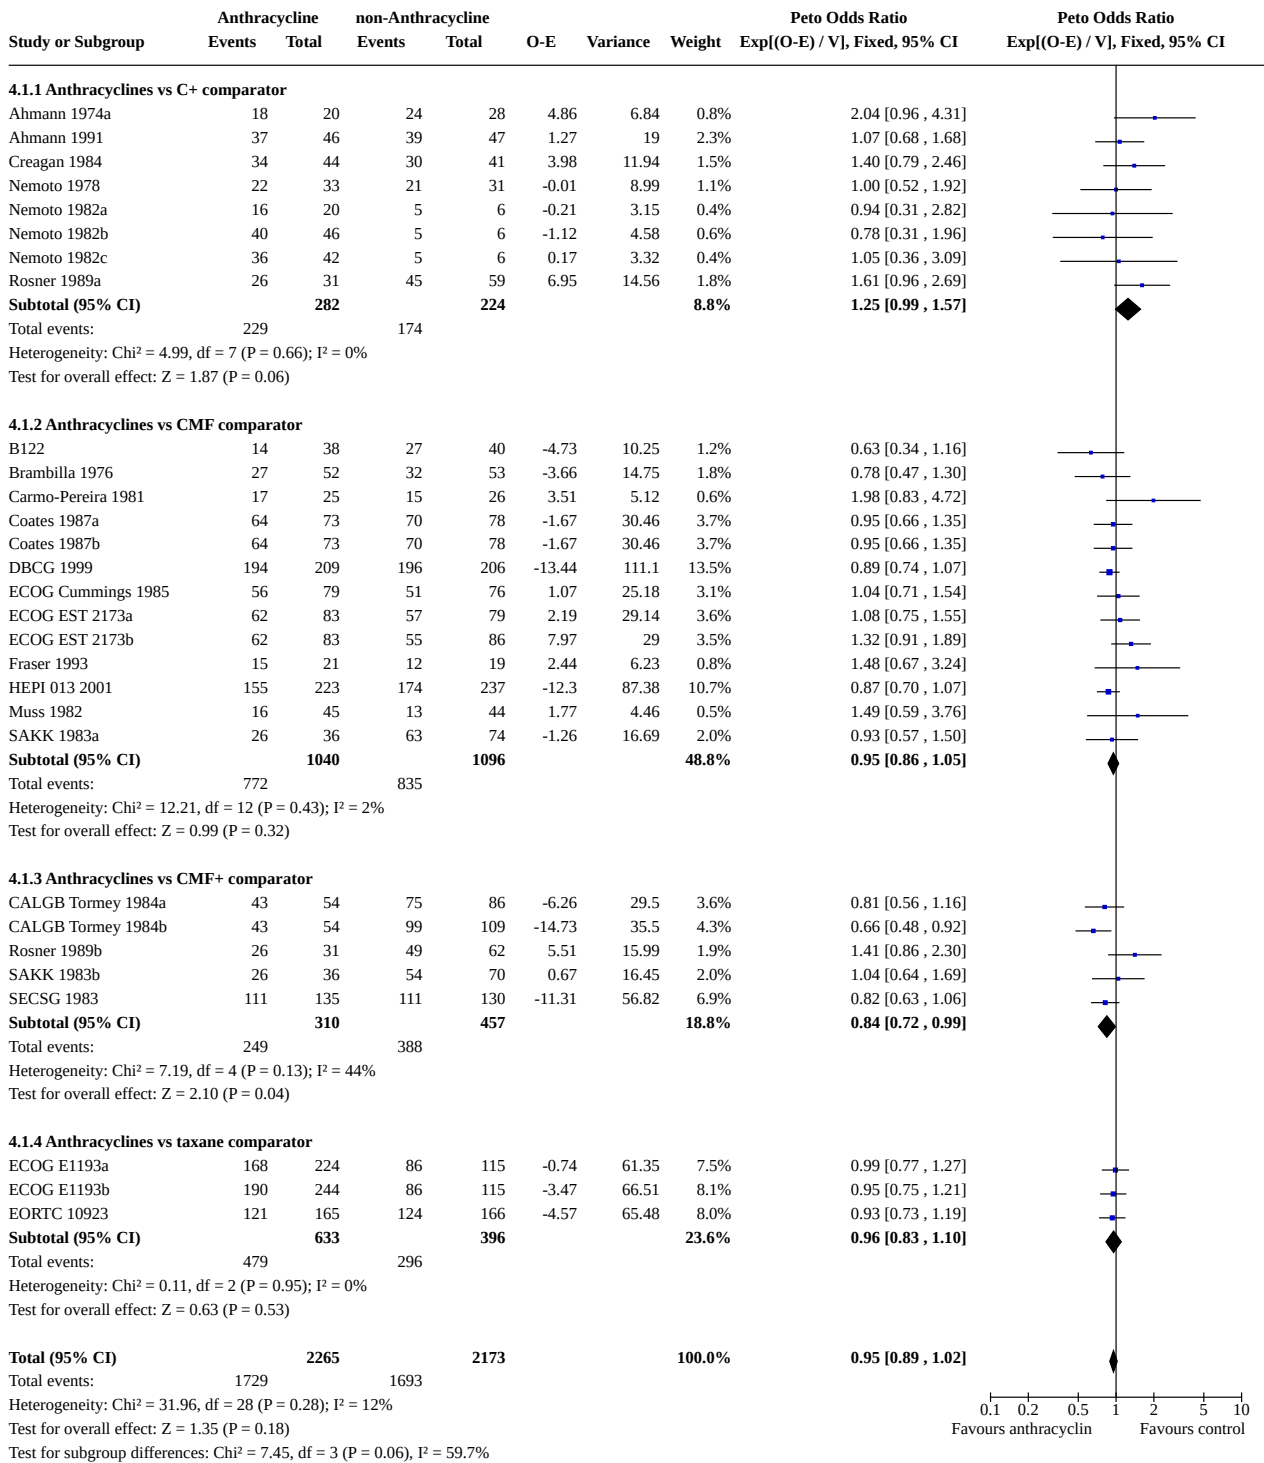 Anthracycline non-Anthracycline Peto Odds Ratio Peto Odds Ratio
Study or Subgroup Events Total Events Total O-E Variance Weight Exp[(O-E) / V], Fixed, 95% CI Exp[(O-E) / V], Fixed, 95% CI
4.1.1 Anthracyclines vs C+ comparator
Ahmann 1974a 18 20 24 28 4.86 6.84 0.8% 2.04 [0.96 , 4.31]
Ahmann 1991 37 46 39 47 1.27 19 2.3% 1.07 [0.68 , 1.68]
Creagan 1984 34 44 30 41 3.98 11.94 1.5% 1.40 [0.79 , 2.46]
Nemoto 1978 22 33 21 31 -0.01 8.99 1.1% 1.00 [0.52 , 1.92]
Nemoto 1982a 16 20 5 6 -0.21 3.15 0.4% 0.94 [0.31 , 2.82]
Nemoto 1982b 40 46 5 6 -1.12 4.58 0.6% 0.78 [0.31 , 1.96]
Nemoto 1982c 36 42 5 6 0.17 3.32 0.4% 1.05 [0.36 , 3.09]
Rosner 1989a 26 31 45 59 6.95 14.56 1.8% 1.61 [0.96 , 2.69]
Subtotal (95% CI) 282 224 8.8% 1.25 [0.99 , 1.57]
Total events: 229 174
Heterogeneity: Chi² = 4.99, df = 7 (P = 0.66); I² = 0%
Test for overall effect: Z = 1.87 (P = 0.06)
4.1.2 Anthracyclines vs CMF comparator
B122 14 38 27 40 -4.73 10.25 1.2% 0.63 [0.34 , 1.16]
Brambilla 1976 27 52 32 53 -3.66 14.75 1.8% 0.78 [0.47 , 1.30]
Carmo-Pereira 1981 17 25 15 26 3.51 5.12 0.6% 1.98 [0.83 , 4.72]
Coates 1987a 64 73 70 78 -1.67 30.46 3.7% 0.95 [0.66 , 1.35]
Coates 1987b 64 73 70 78 -1.67 30.46 3.7% 0.95 [0.66 , 1.35]
DBCG 1999 194 209 196 206 -13.44 111.1 13.5% 0.89 [0.74 , 1.07]
ECOG Cummings 1985 56 79 51 76 1.07 25.18 3.1% 1.04 [0.71 , 1.54]
ECOG EST 2173a 62 83 57 79 2.19 29.14 3.6% 1.08 [0.75 , 1.55]
ECOG EST 2173b 62 83 55 86 7.97 29 3.5% 1.32 [0.91 , 1.89]
Fraser 1993 15 21 12 19 2.44 6.23 0.8% 1.48 [0.67 , 3.24]
HEPI 013 2001 155 223 174 237 -12.3 87.38 10.7% 0.87 [0.70 , 1.07]
Muss 1982 16 45 13 44 1.77 4.46 0.5% 1.49 [0.59 , 3.76]
SAKK 1983a 26 36 63 74 -1.26 16.69 2.0% 0.93 [0.57 , 1.50]
Subtotal (95% CI) 1040 1096 48.8% 0.95 [0.86 , 1.05]
Total events: 772 835
Heterogeneity: Chi² = 12.21, df = 12 (P = 0.43); I² = 2%
Test for overall effect: Z = 0.99 (P = 0.32)
4.1.3 Anthracyclines vs CMF+ comparator
CALGB Tormey 1984a 43 54 75 86 -6.26 29.5 3.6% 0.81 [0.56 , 1.16]
CALGB Tormey 1984b 43 54 99 109 -14.73 35.5 4.3% 0.66 [0.48 , 0.92]
Rosner 1989b 26 31 49 62 5.51 15.99 1.9% 1.41 [0.86 , 2.30]
SAKK 1983b 26 36 54 70 0.67 16.45 2.0% 1.04 [0.64 , 1.69]
SECSG 1983 111 135 111 130 -11.31 56.82 6.9% 0.82 [0.63 , 1.06]
Subtotal (95% CI) 310 457 18.8% 0.84 [0.72 , 0.99]
Total events: 249 388
Heterogeneity: Chi² = 7.19, df = 4 (P = 0.13); I² = 44%
Test for overall effect: Z = 2.10 (P = 0.04)
4.1.4 Anthracyclines vs taxane comparator
ECOG E1193a 168 224 86 115 -0.74 61.35 7.5% 0.99 [0.77 , 1.27]
ECOG E1193b 190 244 86 115 -3.47 66.51 8.1% 0.95 [0.75 , 1.21]
EORTC 10923 121 165 124 166 -4.57 65.48 8.0% 0.93 [0.73 , 1.19]
Subtotal (95% CI) 633 396 23.6% 0.96 [0.83 , 1.10]
Total events: 479 296
Heterogeneity: Chi² = 0.11, df = 2 (P = 0.95); I² = 0%
Test for overall effect: Z = 0.63 (P = 0.53)
Total (95% CI) 2265 2173 100.0% 0.95 [0.89 , 1.02]
Total events: 1729 1693
Heterogeneity: Chi² = 31.96, df = 28 (P = 0.28); I² = 12%
0.1 0.2 0.5 1 2 5 10
Test for overall effect: Z = 1.35 (P = 0.18)
Favours anthracyclin Favours control
Test for subgroup differences: Chi² = 7.45, df = 3 (P = 0.06), I² = 59.7%